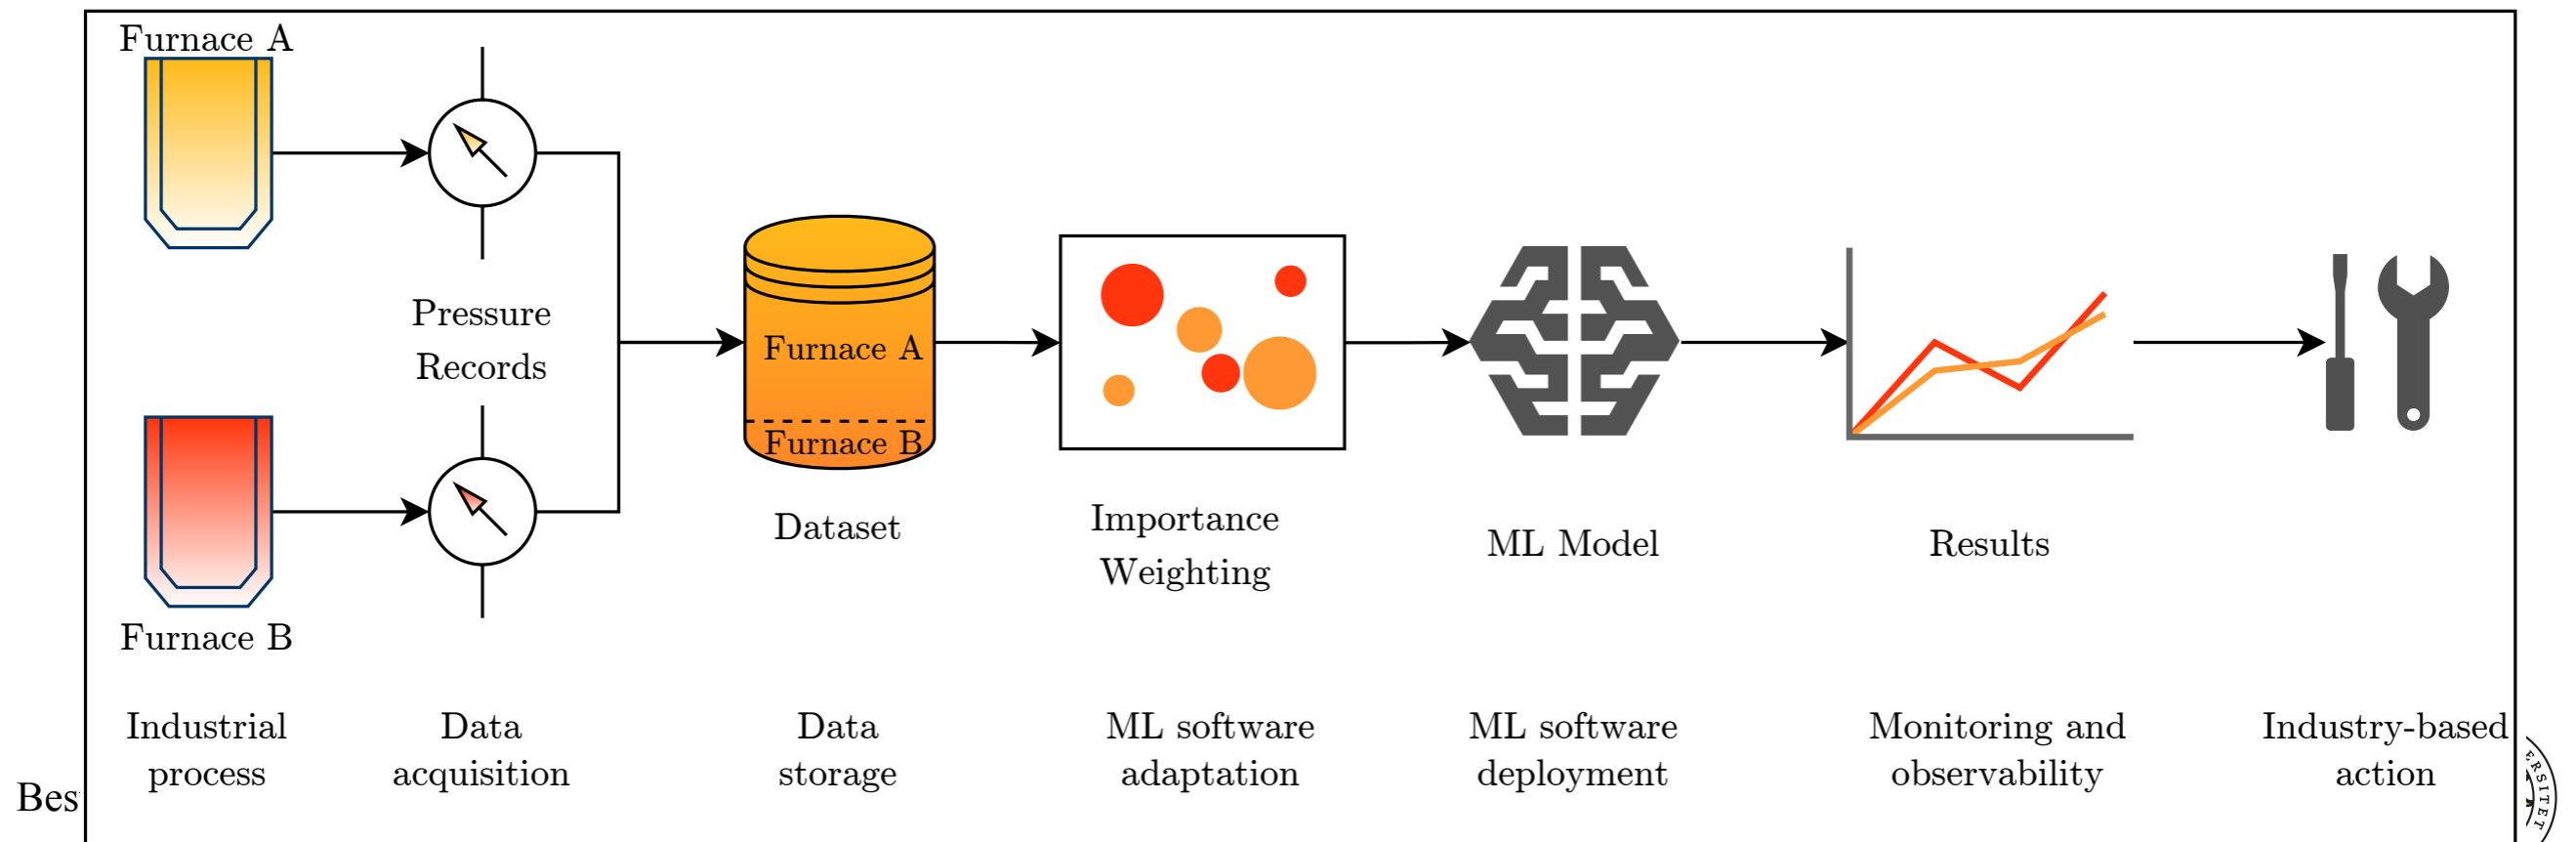 Furnace A
Pressure
Records
Furnace B
Furnace A
Furnace B
Dataset
Importance
Weighting
ML Model
Results
Industrial
process
Data
acquisition
Data
storage
ML software
adaptation
ML software
deployment
Monitoring and
observability
Industry-based
action
Bes
ERSITET